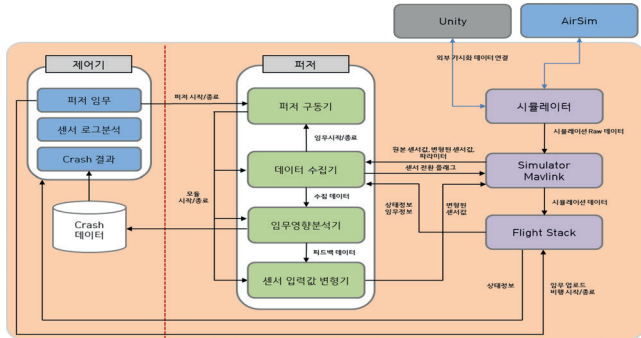 Unity
AirSim
외부 가시화 데이터 연결
제어기
퍼저
퍼저 임무
퍼저 시작/종료
퍼저 구동기
시뮬레이터
센서 로그분석
임무시작/종료
시뮬레이션 Raw 데이터
원본 센서값, 변형된 센서값,
파라미터
Crash 결과
데이터 수집기
센서 전환 플래그
Simulator
Mavlink
모듈
시작/종료
수집 데이터
상태정보
임무정보
변형된
센서값
시뮬레이션 데이터
Crash
데이터
임무영향분석기
Flight Stack
피드백 데이터
센서 입력값 변형기
상태정보
임무 업로드
비행 시작/종료